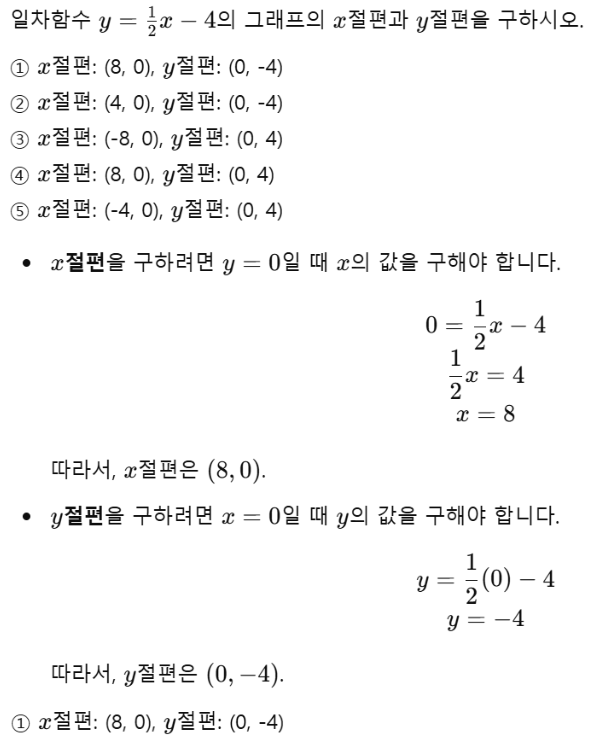 일차함수 y = 1/2 x − 4의 그래프의 x절편과 y절편을 구하시오.
① x절편: (8, 0), y절편: (0, -4)
② x절편: (4, 0), y절편: (0, -4)
③ x절편: (-8, 0), y절편: (0, 4)
④ x절편: (8, 0), y절편: (0, 4)
⑤ x절편: (-4, 0), y절편: (0, 4)
• x절편을 구하려면 y = 0일 때 x의 값을 구해야 합니다.
0 = 1/2 x − 4
1/2 x = 4
x = 8
따라서, x절편은 (8, 0).
• y절편을 구하려면 x = 0일 때 y의 값을 구해야 합니다.
y = 1/2 (0) − 4
y = −4
따라서, y절편은 (0, −4).
① x절편: (8, 0), y절편: (0, -4)